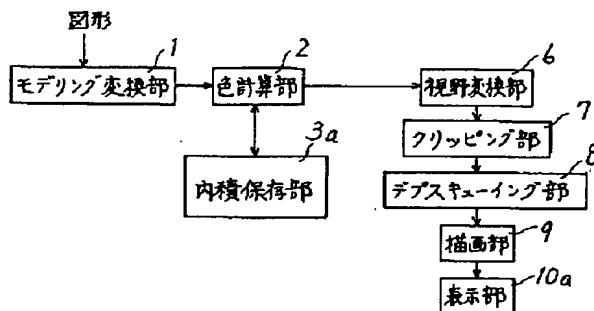 図形
1
モデリング変換部
2
色計算部
3a
内積保存部
6
視野変換部
7
クリッピング部
8
デプスキューイング部
9
描画部
10a
表示部